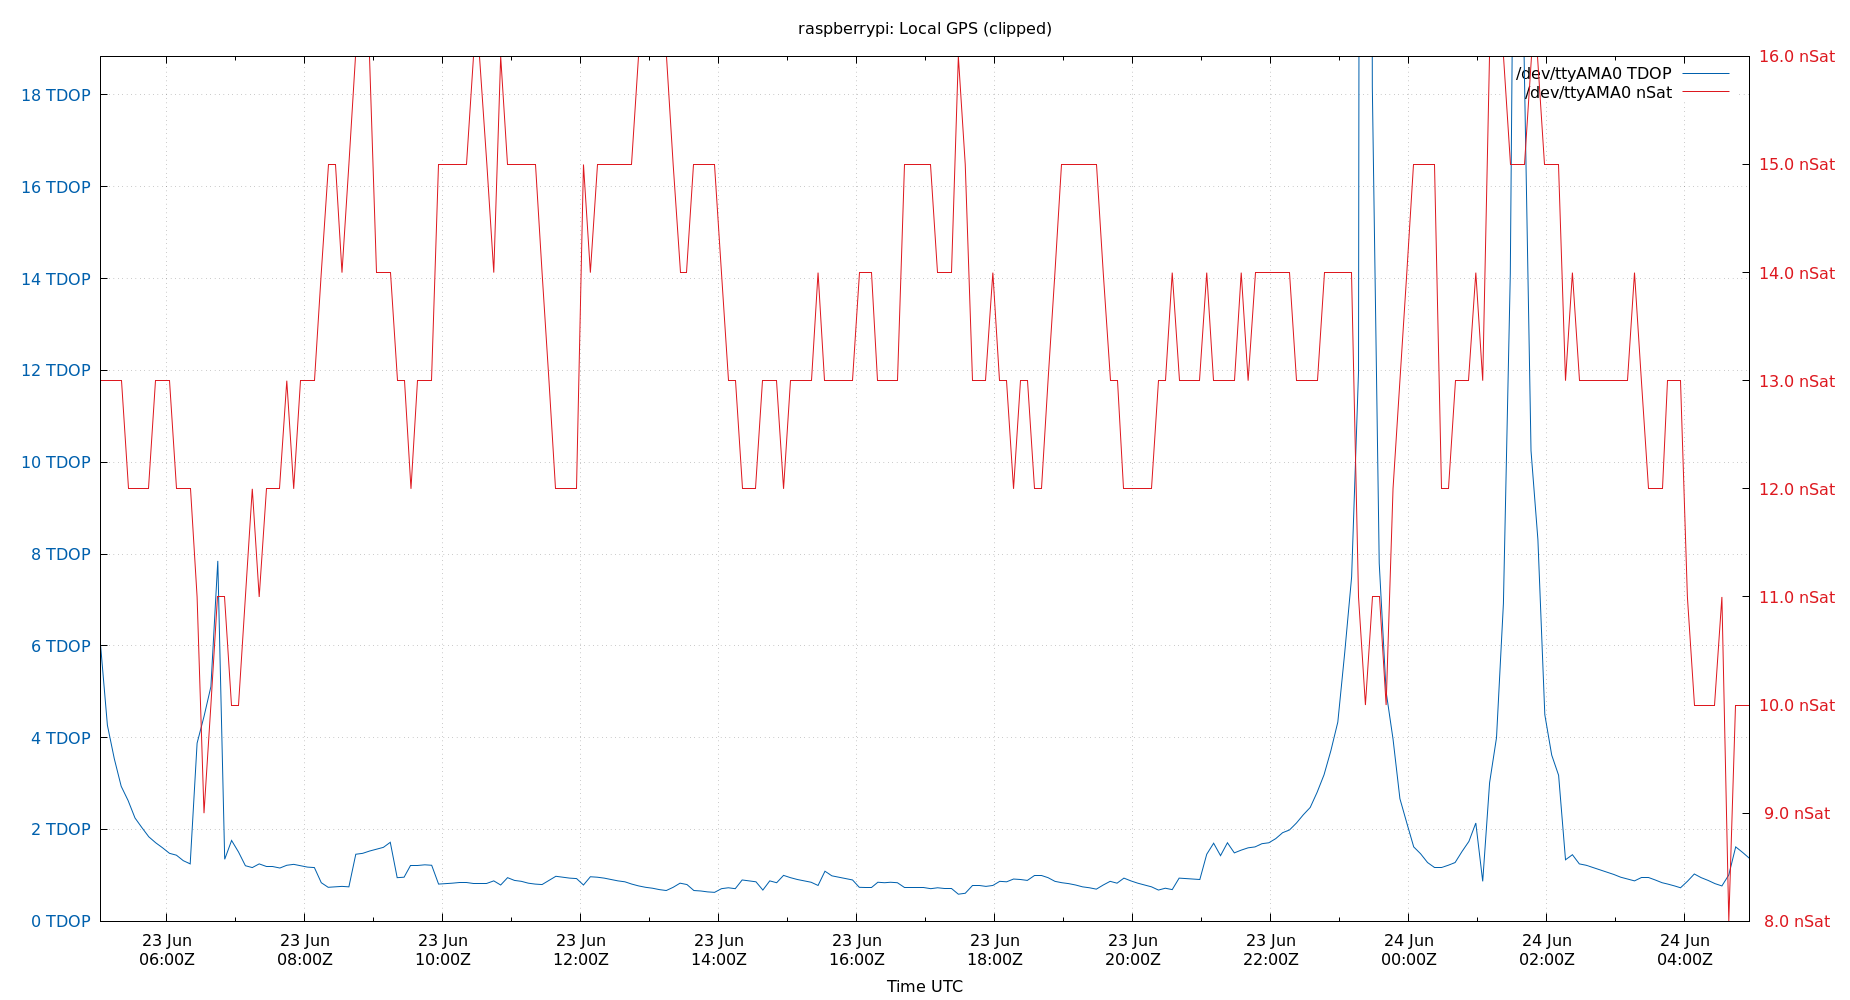 raspberrypi: Local GPS (clipped)
/dev/ttyAMA0 TDOP
/dev/ttyAMA0 nSat
18 TDOP
16 TDOP
14 TDOP
12 TDOP
10 TDOP
8 TDOP
6 TDOP
4 TDOP
2 TDOP
0 TDOP
16.0 nSat
15.0 nSat
14.0 nSat
13.0 nSat
12.0 nSat
11.0 nSat
10.0 nSat
9.0 nSat
8.0 nSat
23 Jun 23 Jun 23 Jun 23 Jun 23 Jun 23 Jun 23 Jun 23 Jun 23 Jun 24 Jun 24 Jun 24 Jun
06:00Z 08:00Z 10:00Z 12:00Z 14:00Z 16:00Z 18:00Z 20:00Z 22:00Z 00:00Z 02:00Z 04:00Z
Time UTC